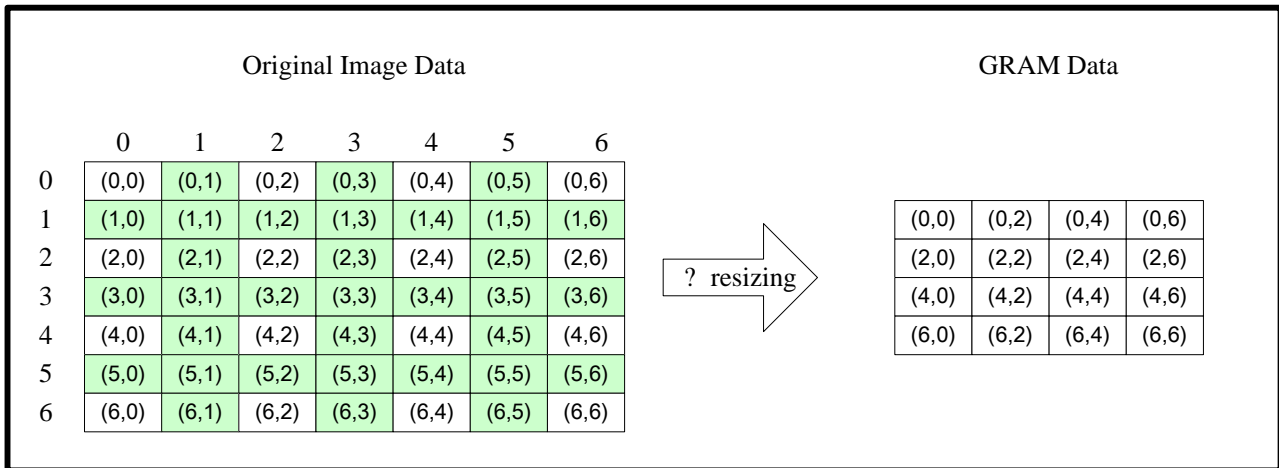 Original Image Data
GRAM Data
0 1 2 3 4 5 6
0 (0,0) (0,1) (0,2) (0,3) (0,4) (0,5) (0,6)
1 (1,0) (1,1) (1,2) (1,3) (1,4) (1,5) (1,6)
2 (2,0) (2,1) (2,2) (2,3) (2,4) (2,5) (2,6)
3 (3,0) (3,1) (3,2) (3,3) (3,4) (3,5) (3,6)
4 (4,0) (4,1) (4,2) (4,3) (4,4) (4,5) (4,6)
5 (5,0) (5,1) (5,2) (5,3) (5,4) (5,5) (5,6)
6 (6,0) (6,1) (6,2) (6,3) (6,4) (6,5) (6,6)
? resizing
(0,0) (0,2) (0,4) (0,6)
(2,0) (2,2) (2,4) (2,6)
(4,0) (4,2) (4,4) (4,6)
(6,0) (6,2) (6,4) (6,6)